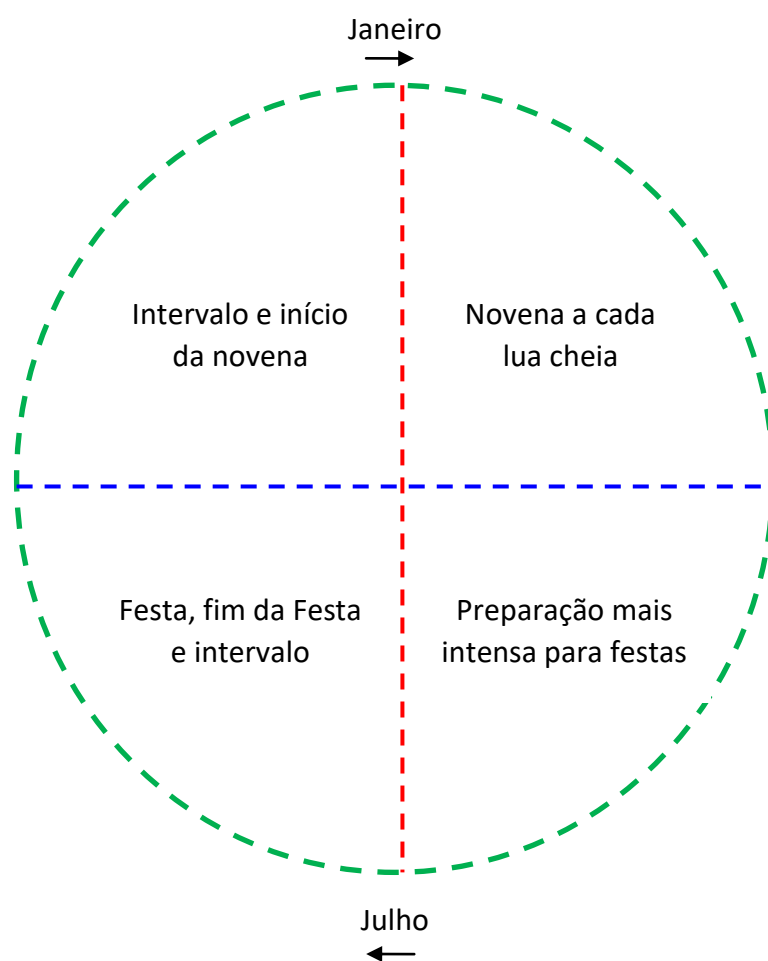 Janeiro
Intervalo e início
da novena
Novena a cada
lua cheia
Festa, fim da Festa
e intervalo
Preparação mais
intensa para festas
Julho